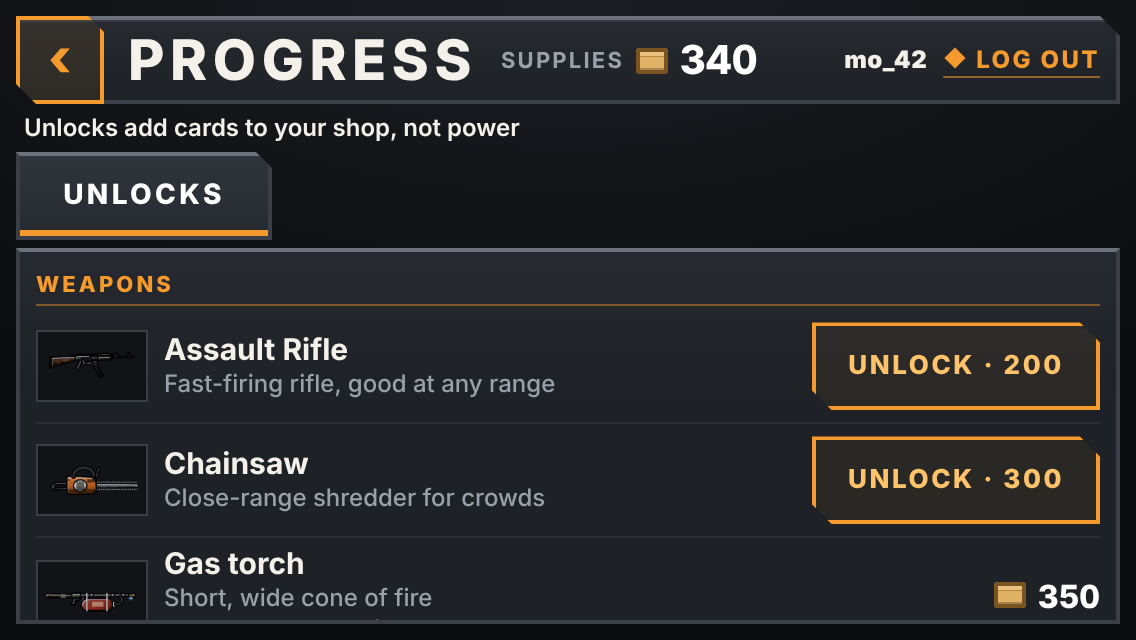 PROGRESS SUPPLIES 340 mo_42 LOG OUT
Unlocks add cards to your shop, not power
UNLOCKS
WEAPONS
Assault Rifle
Fast-firing rifle, good at any range
UNLOCK · 200
Chainsaw
Close-range shredder for crowds
UNLOCK · 300
Gas torch
Short, wide cone of fire
350